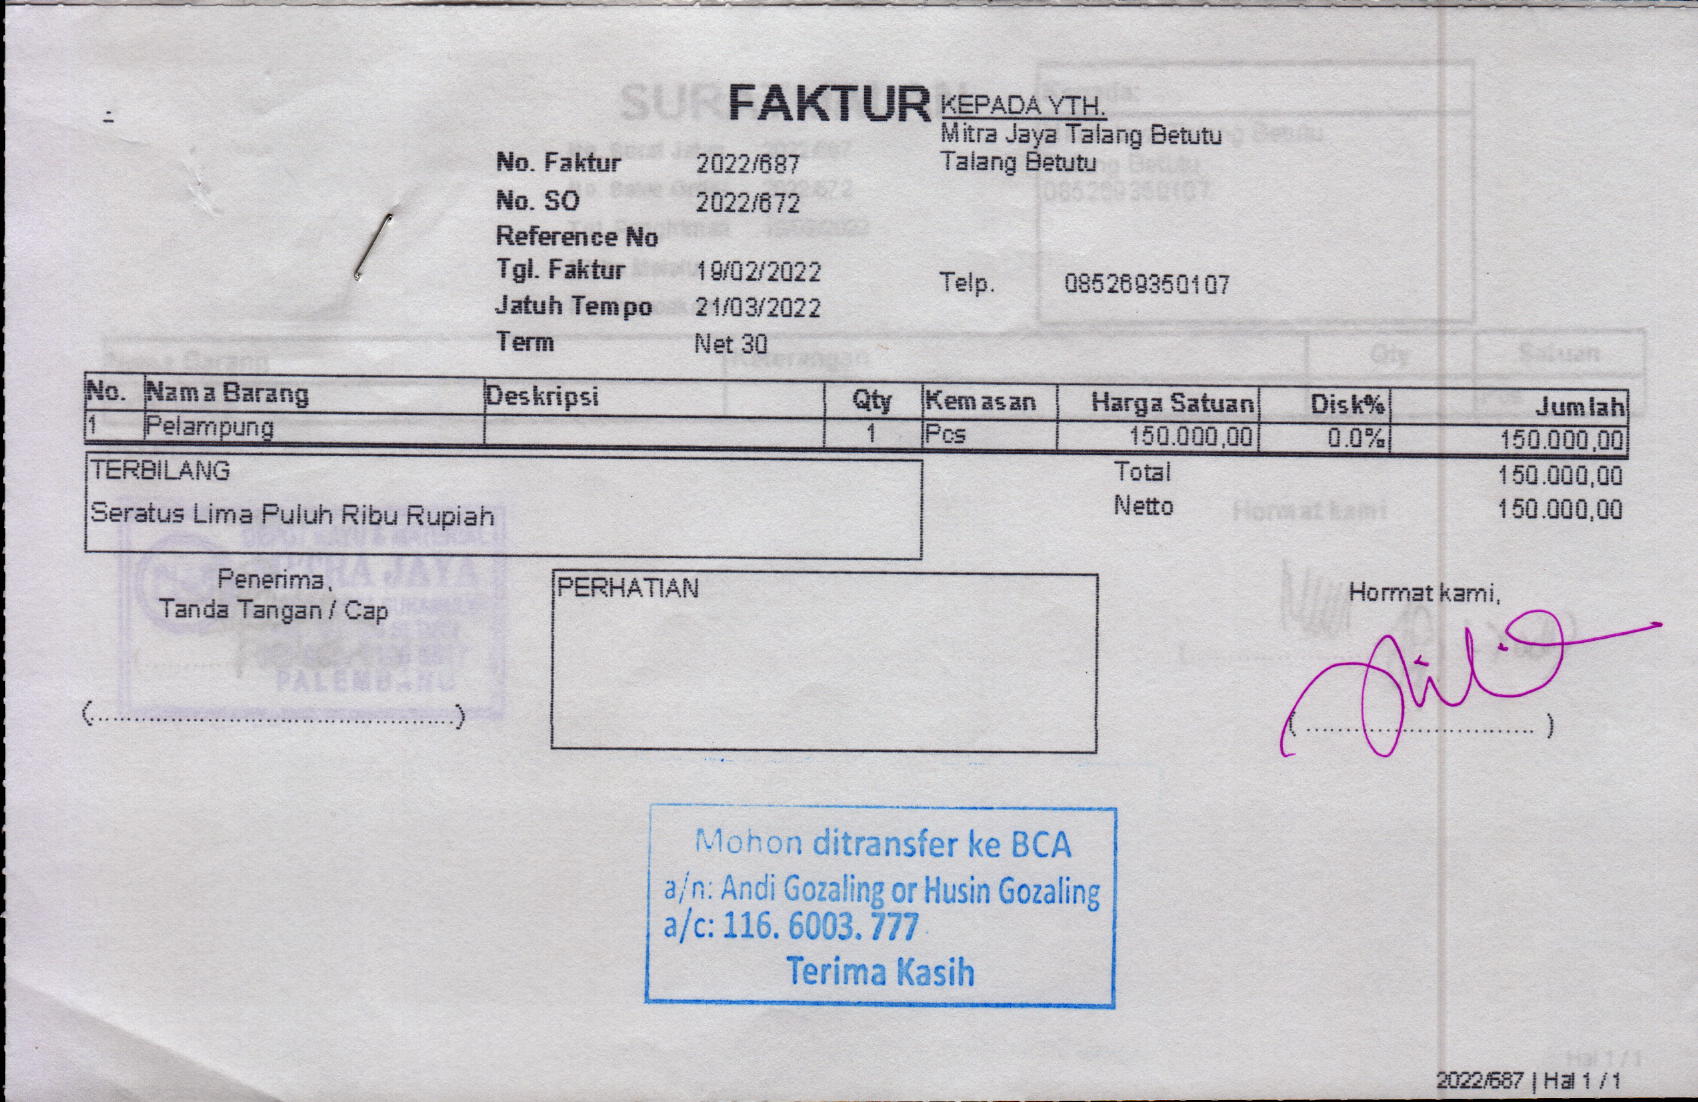 FAKTUR
KEPADA YTH.
Mitra Jaya Talang Betutu
Talang Betutu
No. Faktur 2022/687
No. SO 2022/672
Reference No
Tgl. Faktur 19/02/2022
Telp. 085269350107
Jatuh Tempo 21/03/2022
Term Net 30
No. Nama Barang Deskripsi Qty Kemasan Harga Satuan Disk% Jumlah
1 Pelampung 1 Pcs 150.000,00 0.0% 150.000,00
TERBILANG
Total 150.000,00
Seratus Lima Puluh Ribu Rupiah
Netto 150.000,00
Penerima,
Tanda Tangan / Cap
PERHATIAN
Hormat kami,
(..................................................)
( ................................ )
Mohon ditransfer ke BCA
a/n: Andi Gozaling or Husin Gozaling
a/c: 116. 6003. 777
Terima Kasih
2022/687 | Hal 1 / 1